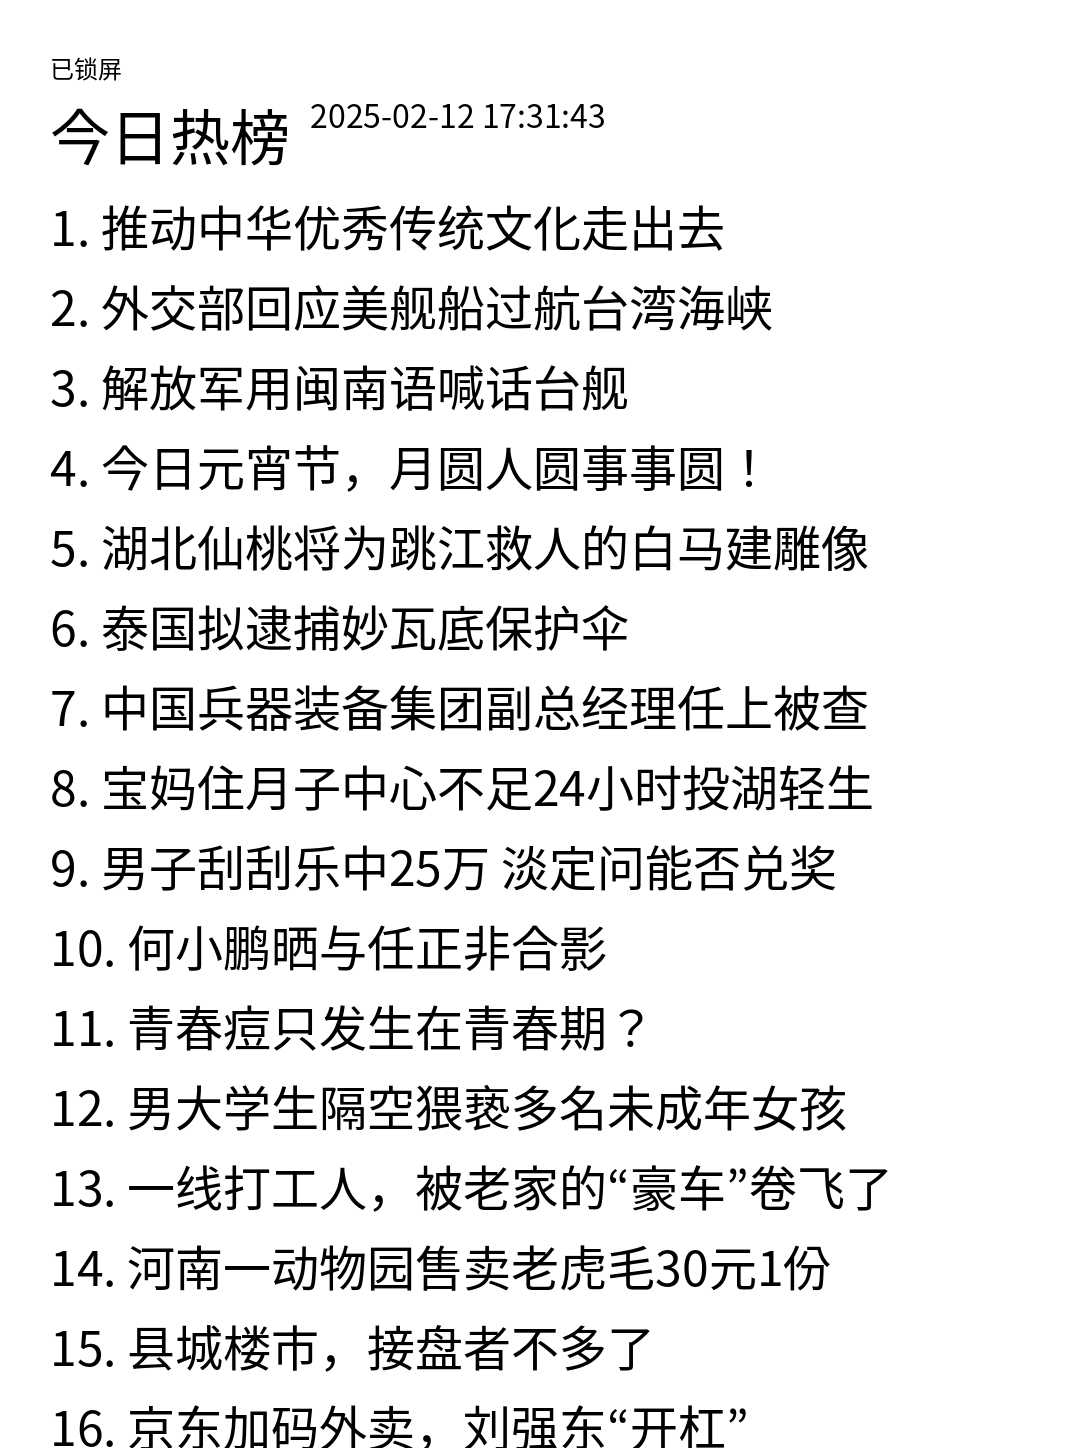 已锁屏
今日热榜 2025-02-12 17:31:43
1. 推动中华优秀传统文化走出去
2. 外交部回应美舰船过航台湾海峡
3. 解放军用闽南语喊话台舰
4. 今日元宵节，月圆人圆事事圆！
5. 湖北仙桃将为跳江救人的白马建雕像
6. 泰国拟逮捕妙瓦底保护伞
7. 中国兵器装备集团副总经理任上被查
8. 宝妈住月子中心不足24小时投湖轻生
9. 男子刮刮乐中25万 淡定问能否兑奖
10. 何小鹏晒与任正非合影
11. 青春痘只发生在青春期？
12. 男大学生隔空猥亵多名未成年女孩
13. 一线打工人，被老家的“豪车”卷飞了
14. 河南一动物园售卖老虎毛30元1份
15. 县城楼市，接盘者不多了
16. 京东加码外卖，刘强东“开杠”